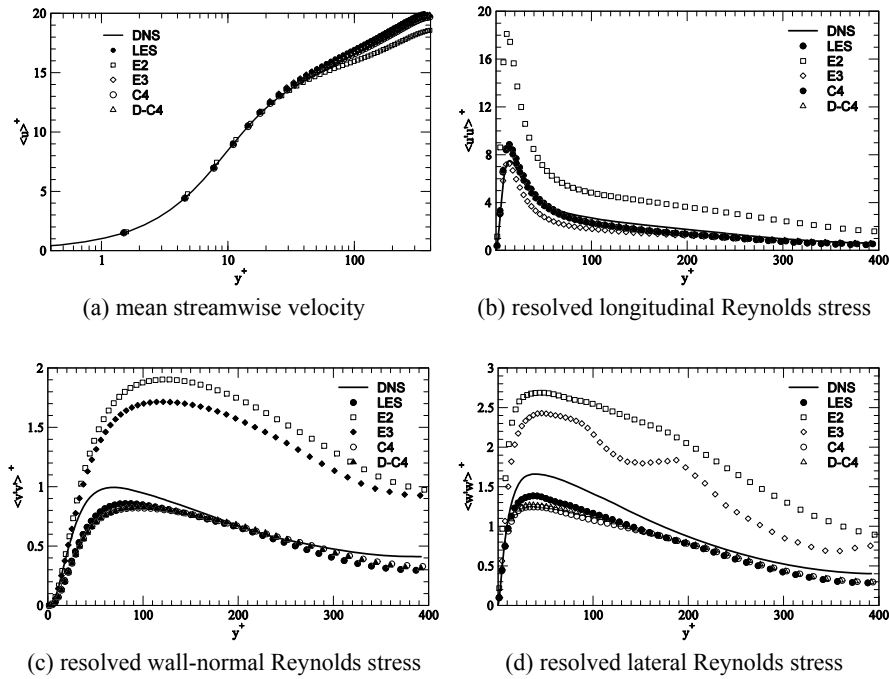 20
15
10
5
0
<u>+
1
10
100
y+
DNS
LES
E2
E3
C4
D-C4
(a) mean streamwise velocity
20
16
12
8
4
0
<u'u'>+
0
100
200
300
400
y+
DNS
LES
E2
E3
C4
D-C4
(b) resolved longitudinal Reynolds stress
2
1.5
1
0.5
0
<v'v'>+
0
100
200
300
400
y+
DNS
LES
E2
E3
C4
D-C4
(c) resolved wall-normal Reynolds stress
3
2.5
2
1.5
1
0.5
0
<w'w'>+
0
100
200
300
400
y+
DNS
LES
E2
E3
C4
D-C4
(d) resolved lateral Reynolds stress